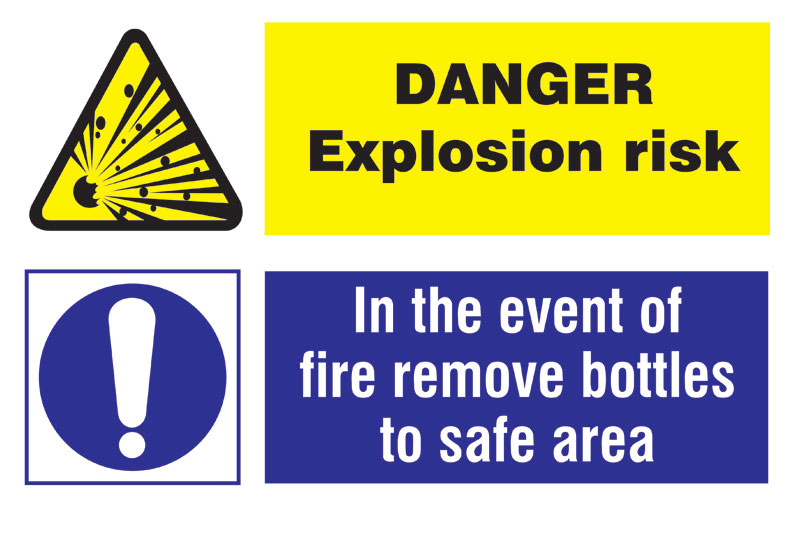 DANGER
Explosion risk
In the event of
fire remove bottles
to safe area